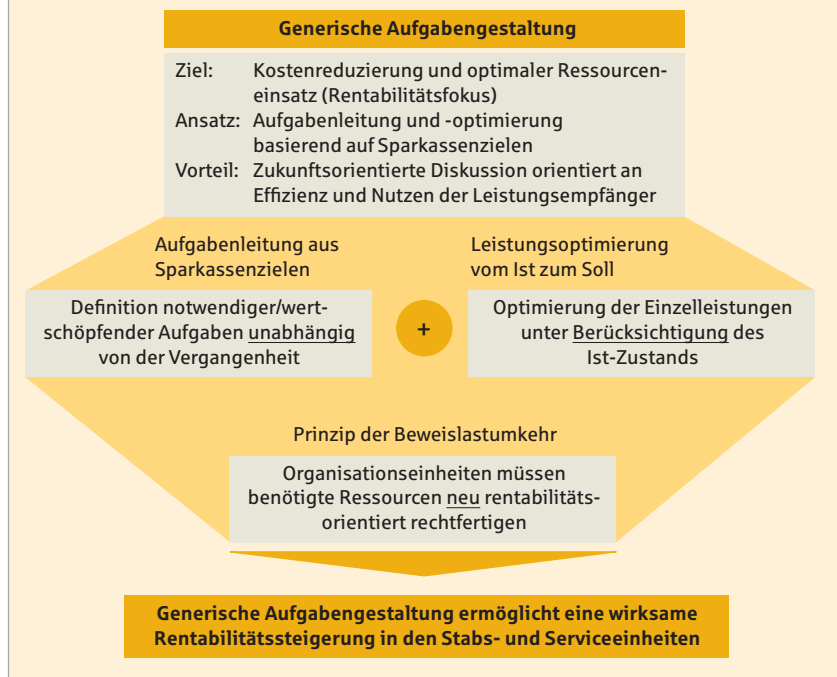 Generische Aufgabengestaltung
Ziel: Kostenreduzierung und optimaler Ressourcen-
einsatz (Rentabilitätsfokus)
Ansatz: Aufgabenleitung und -optimierung
basierend auf Sparkassenzielen
Vorteil: Zukunftsorientierte Diskussion orientiert an
Effizienz und Nutzen der Leistungsempfänger
Aufgabenleitung aus
Sparkassenzielen
Definition notwendiger/wert-
schöpfender Aufgaben unabhängig
von der Vergangenheit
+
Leistungsoptimierung
vom Ist zum Soll
Optimierung der Einzelleistungen
unter Berücksichtigung des
Ist-Zustands
Prinzip der Beweislastumkehr
Organisationseinheiten müssen
benötigte Ressourcen neu rentabilitäts-
orientiert rechtfertigen
Generische Aufgabengestaltung ermöglicht eine wirksame
Rentabilitätssteigerung in den Stabs- und Serviceeinheiten